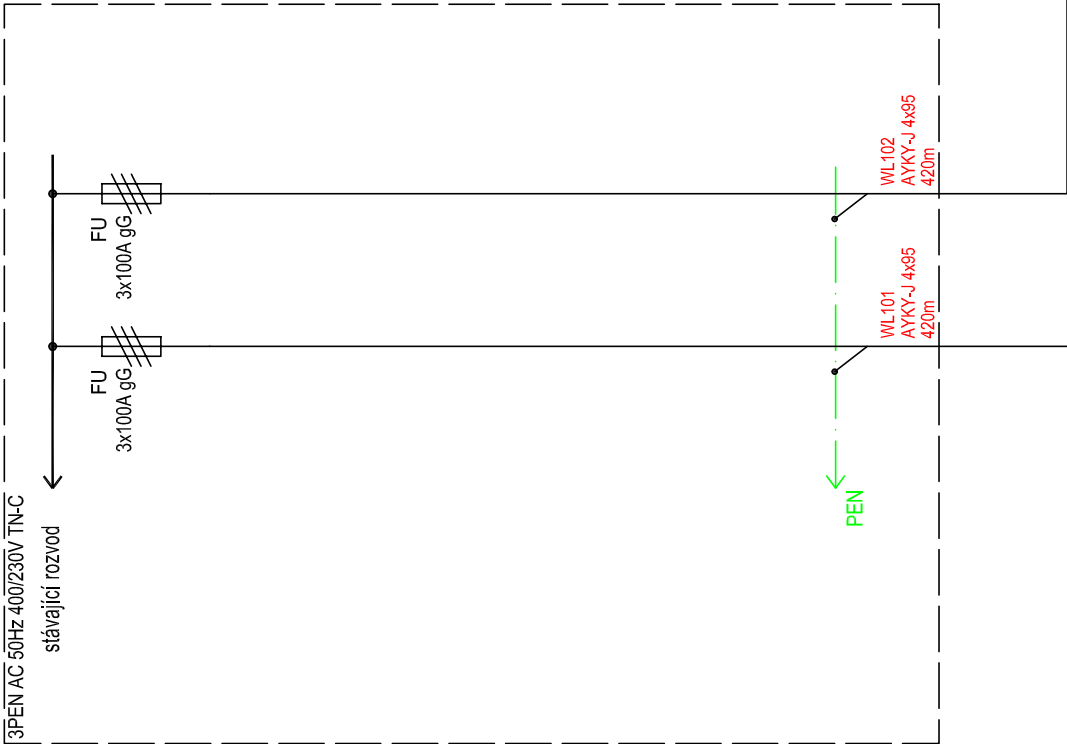 3PEN AC 50Hz 400/230V TN-C
stávající rozvod
FU
3x100A gG
FU
3x100A gG
PEN
WL101
AYKY-J 4x95
420m
WL102
AYKY-J 4x95
420m